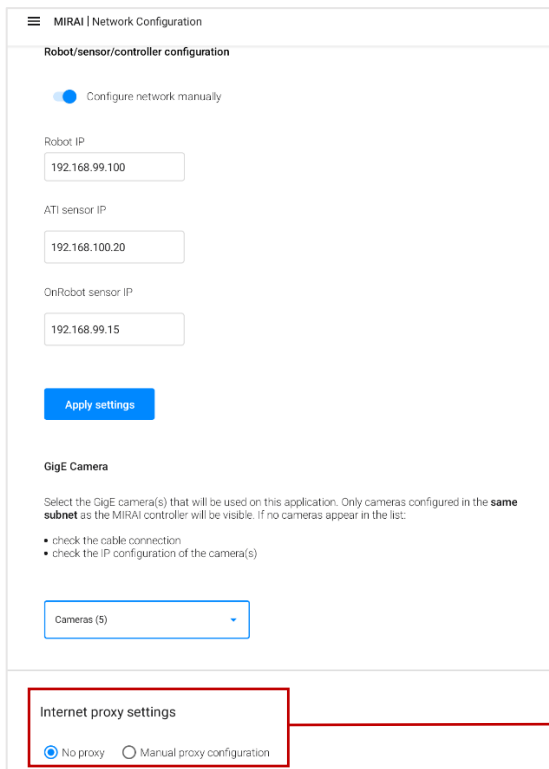 MIRAI | Network Configuration
Robot/sensor/controller configuration
Configure network manually
Robot IP
192.168.99.100
ATI sensor IP
192.168.100.20
OnRobot sensor IP
192.168.99.15
Apply settings
GigE Camera
Select the GigE camera(s) that will be used on this application. Only cameras configured in the same
subnet as the MIRAI controller will be visible. If no cameras appear in the list:
• check the cable connection
• check the IP configuration of the camera(s)
Cameras (5)
Internet proxy settings
No proxy Manual proxy configuration